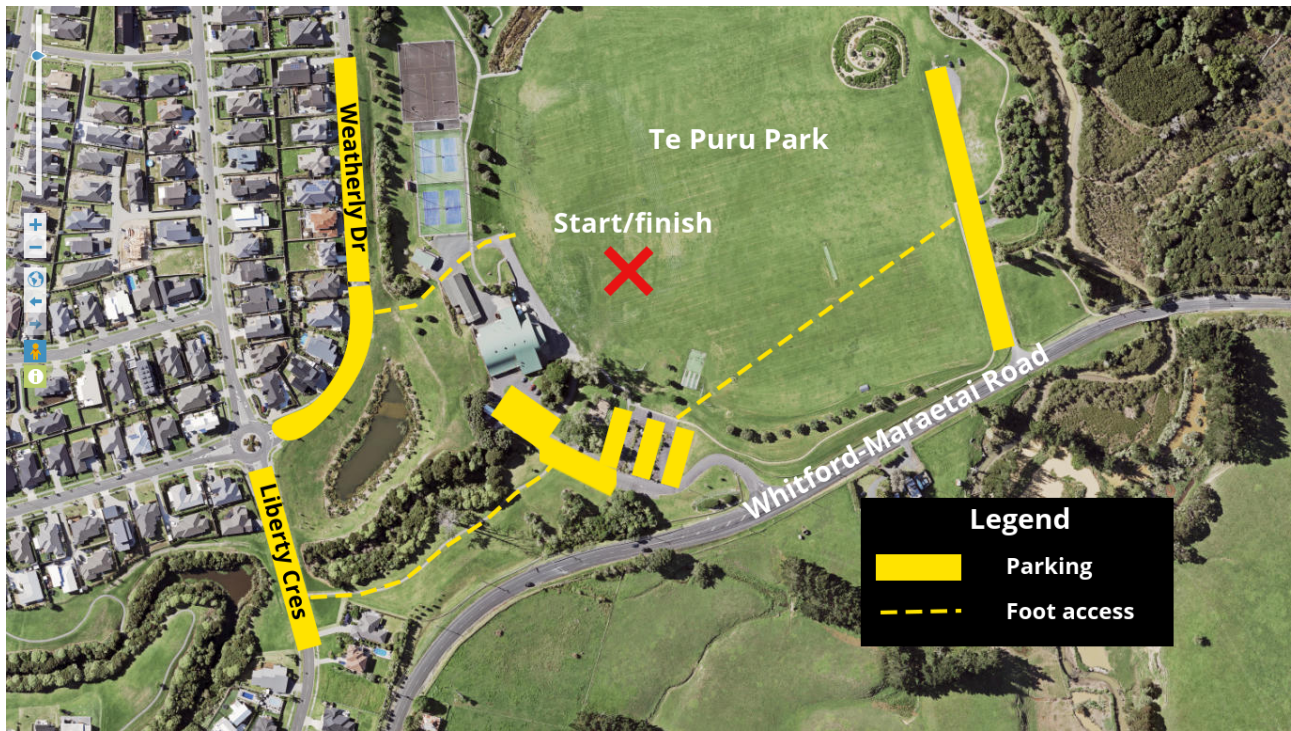 Weatherly Dr
Te Puru Park
Start/finish
Whitford-Maraetai Road
Liberty Cres
Legend
Parking
Foot access